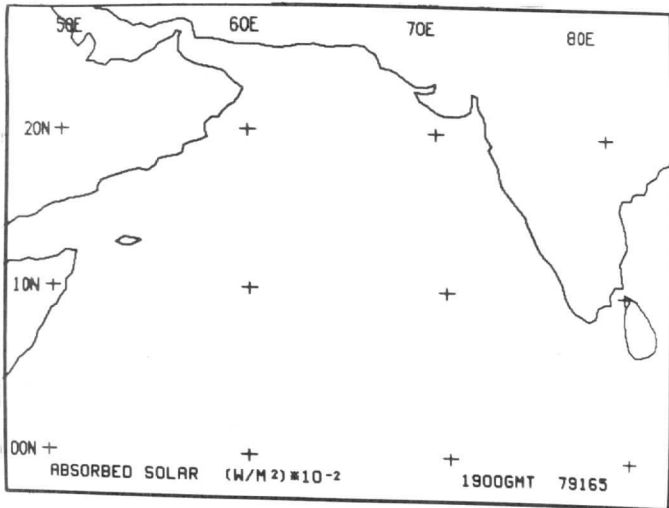 50E 60E 70E 80E
20N
10N
00N
ABSORBED SOLAR (W/M²)*10⁻² 1900GMT 79165